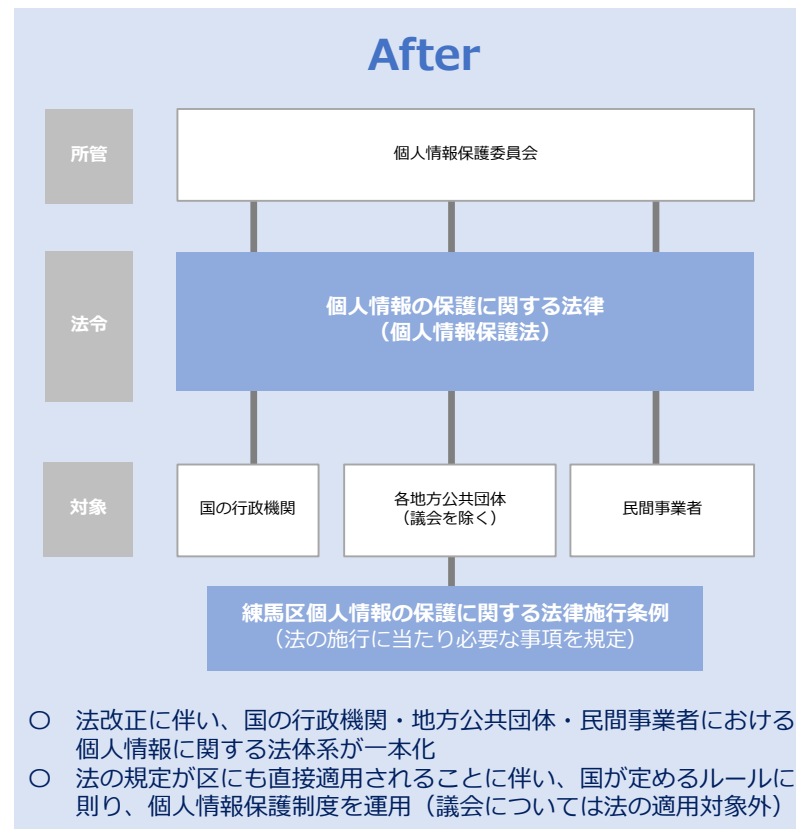 After
所管
個人情報保護委員会
法令
個人情報の保護に関する法律
（個人情報保護法）
対象
国の行政機関
各地方公共団体
（議会を除く）
民間事業者
練馬区個人情報の保護に関する法律施行条例
（法の施行に当たり必要な事項を規定）
〇 法改正に伴い、国の行政機関・地方公共団体・民間事業者における
個人情報に関する法体系が一本化
〇 法の規定が区にも直接適用されることに伴い、国が定めるルールに
則り、個人情報保護制度を運用（議会については法の適用対象外）